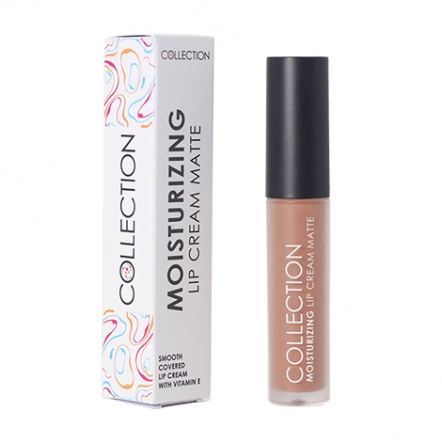 COLLECTION
COLLECTION
MOISTURIZING
LIP CREAM MATTE
SMOOTH
COVERED
LIP CREAM
WITH VITAMIN E
COLLECTION
MOISTURIZING LIP CREAM MATTE